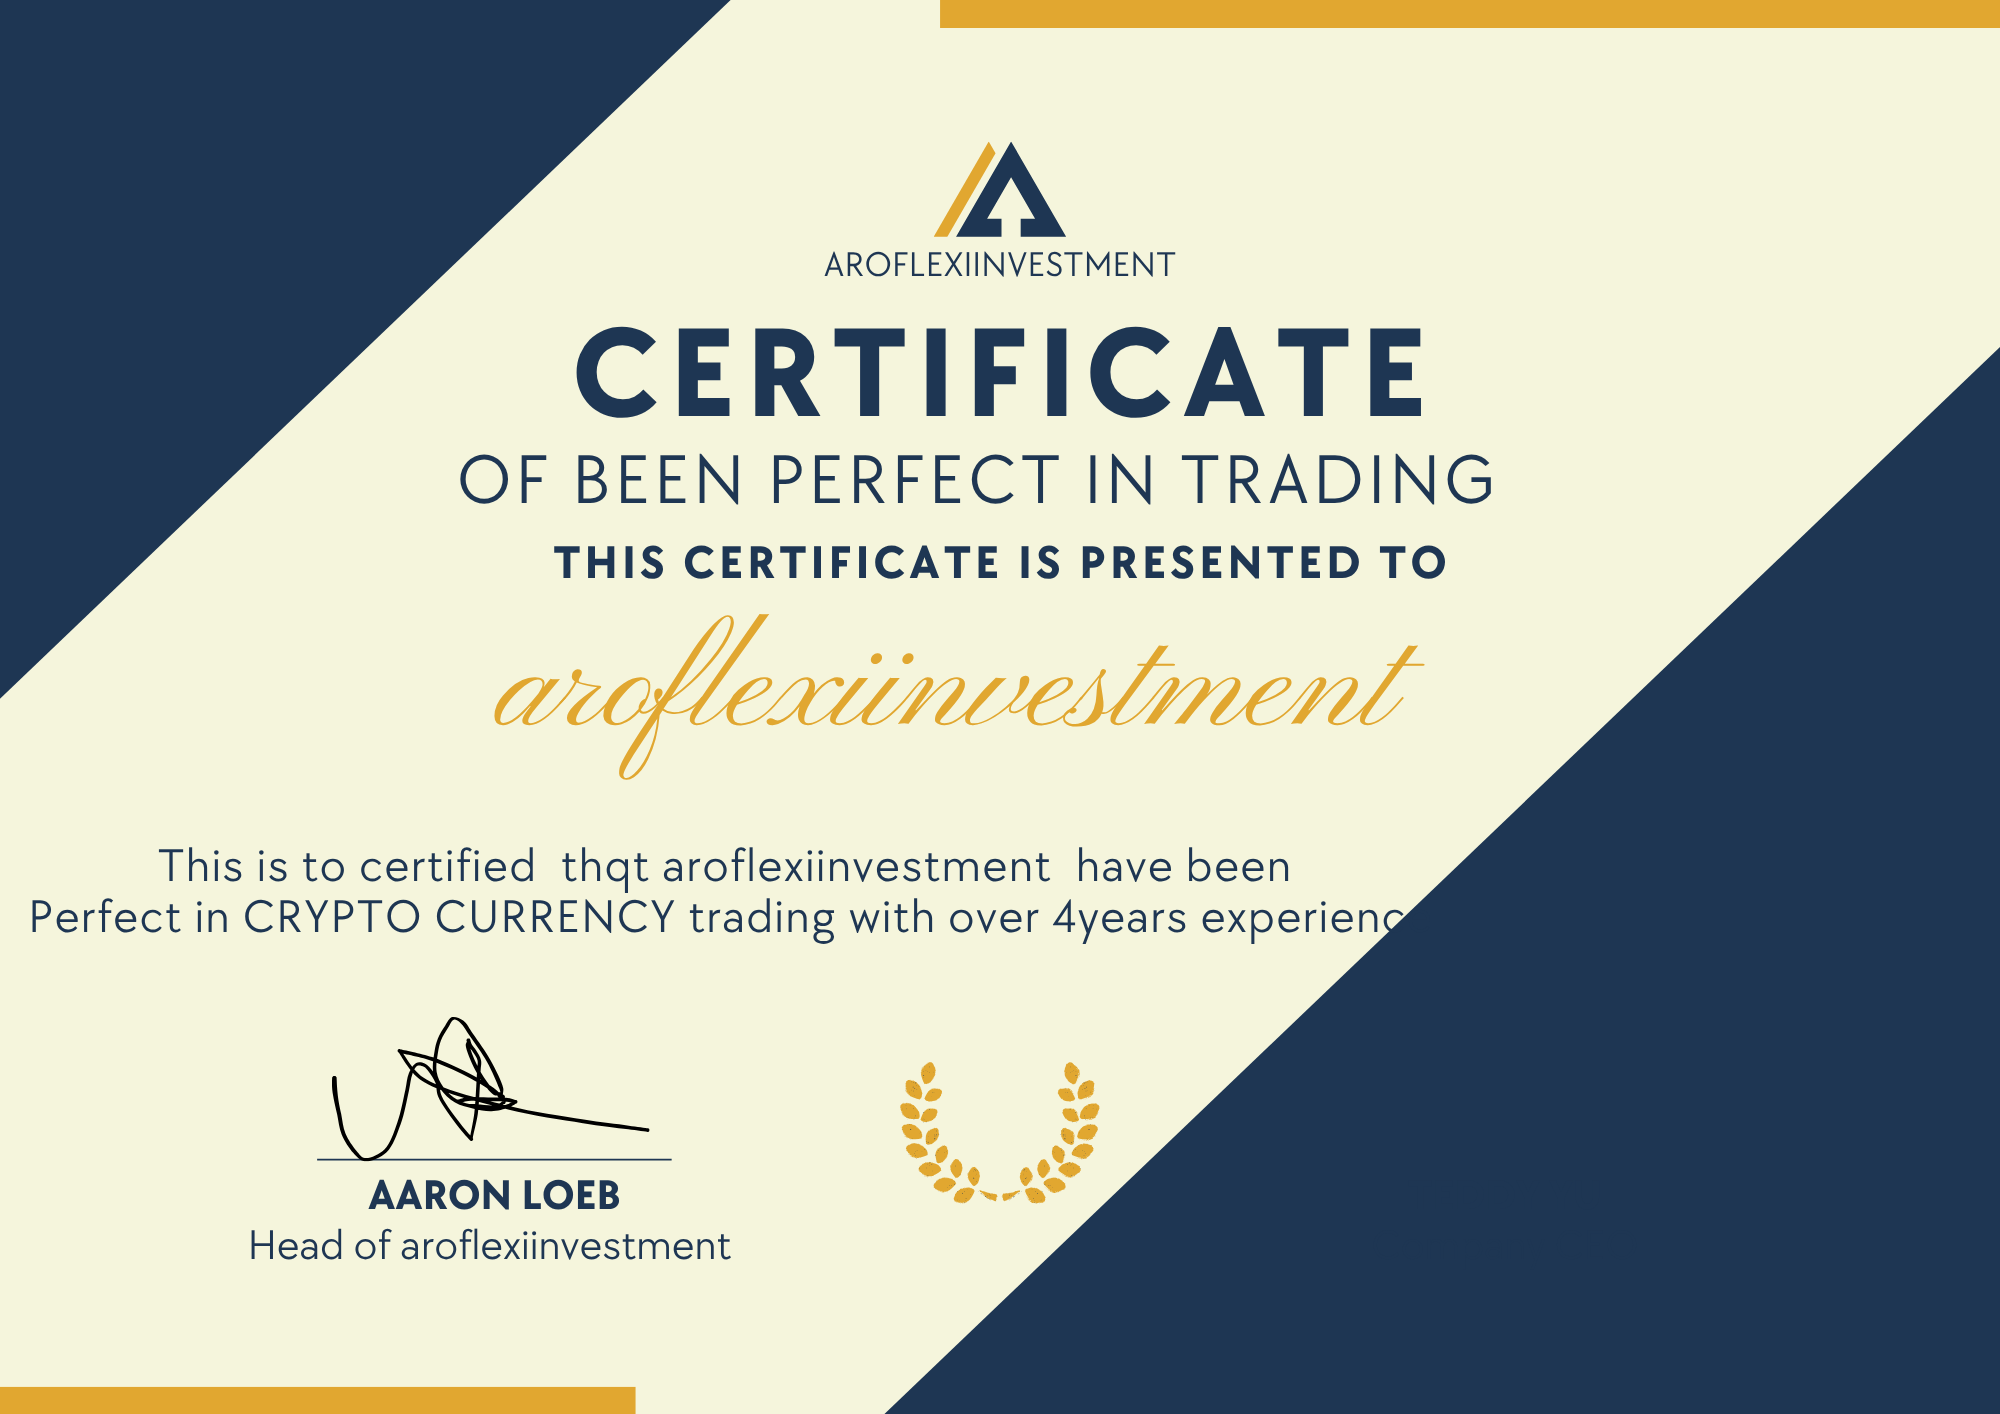 AROFLEXIINVESTMENT
CERTIFICATE
OF BEEN PERFECT IN TRADING
THIS CERTIFICATE IS PRESENTED TO
aroflexiinvestment
This is to certified thqt aroflexiinvestment have been
Perfect in CRYPTO CURRENCY trading with over 4years experienc
AARON LOEB
Head of aroflexiinvestment